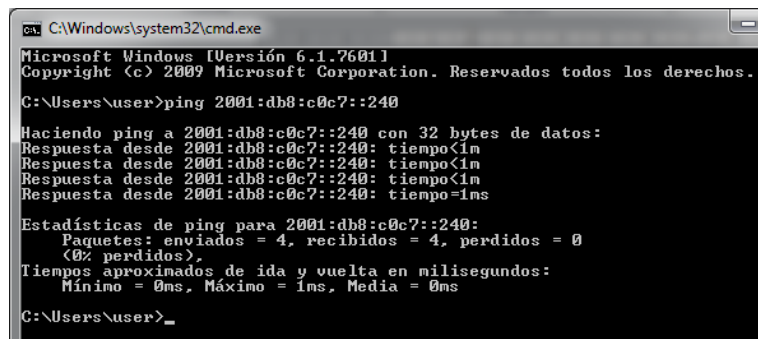 C:\Windows\system32\cmd.exe
Microsoft Windows [Versión 6.1.7601]
Copyright (c) 2009 Microsoft Corporation. Reservados todos los derechos.
C:\Users\user>ping 2001:db8:c0c7::240
Haciendo ping a 2001:db8:c0c7::240 con 32 bytes de datos:
Respuesta desde 2001:db8:c0c7::240: tiempo<1m
Respuesta desde 2001:db8:c0c7::240: tiempo<1m
Respuesta desde 2001:db8:c0c7::240: tiempo<1m
Respuesta desde 2001:db8:c0c7::240: tiempo=1ms
Estadísticas de ping para 2001:db8:c0c7::240:
Paquetes: enviados = 4, recibidos = 4, perdidos = 0
(0% perdidos),
Tiempos aproximados de ida y vuelta en milisegundos:
Mínimo = 0ms, Máximo = 1ms, Media = 0ms
C:\Users\user>_